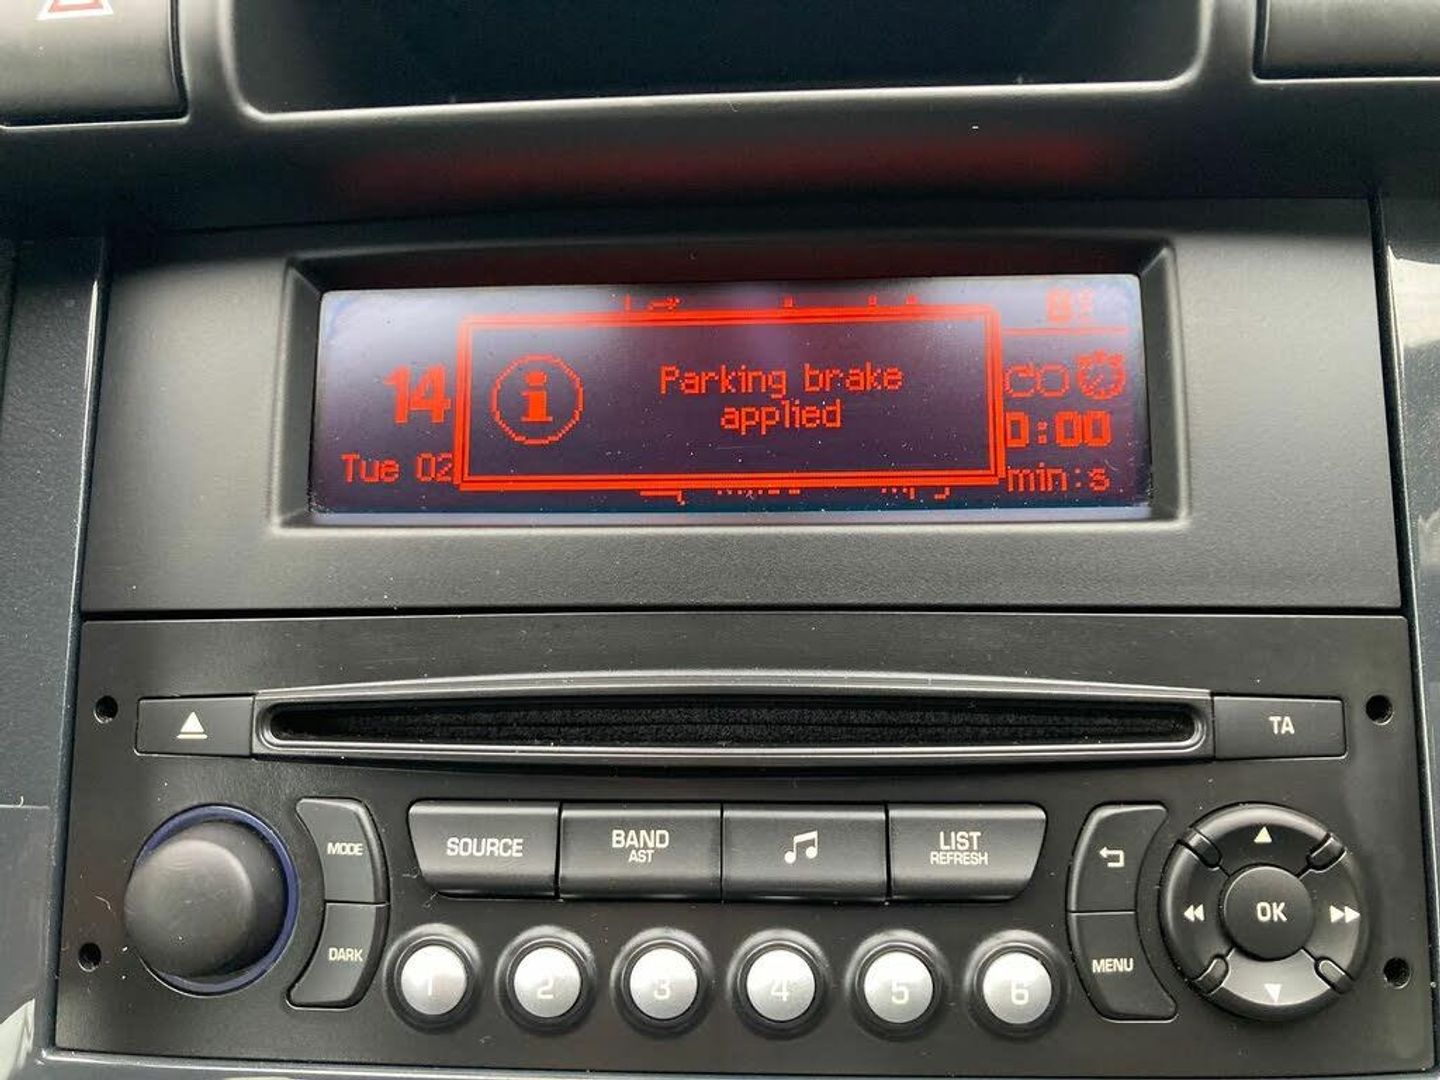 Parking brake
applied
14
Tue 02
0:00
min:s
TA
MODE
SOURCE
BAND
AST
LIST
REFRESH
OK
DARK
MENU
1
2
3
4
5
6